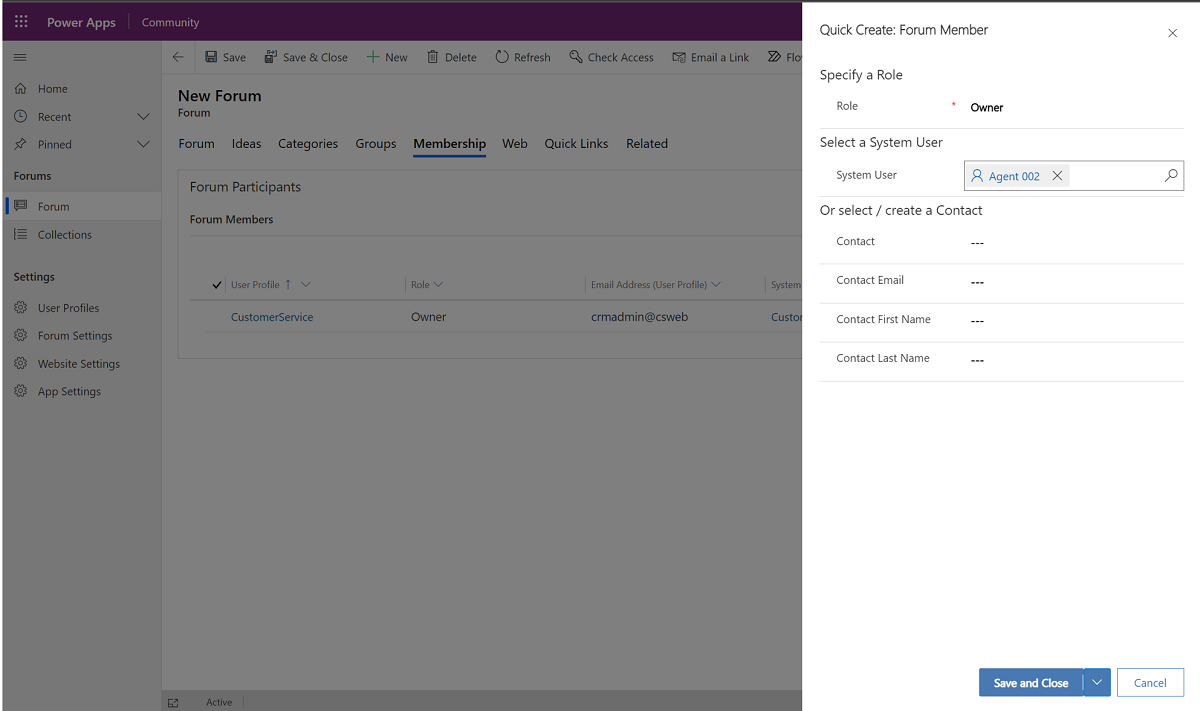 Power Apps Community
Home
Recent
Pinned
Forums
Forum
Collections
Settings
User Profiles
Forum Settings
Website Settings
App Settings
Save Save & Close New Delete Refresh Check Access Email a Link Flo
New Forum
Forum
Forum Ideas Categories Groups Membership Web Quick Links Related
Forum Participants
Forum Members
User Profile Role Email Address (User Profile) System
CustomerService Owner crmadmin@csweb Custor
Active
Quick Create: Forum Member
Specify a Role
Role * Owner
Select a System User
System User Agent 002
Or select / create a Contact
Contact ---
Contact Email ---
Contact First Name ---
Contact Last Name ---
Save and Close Cancel